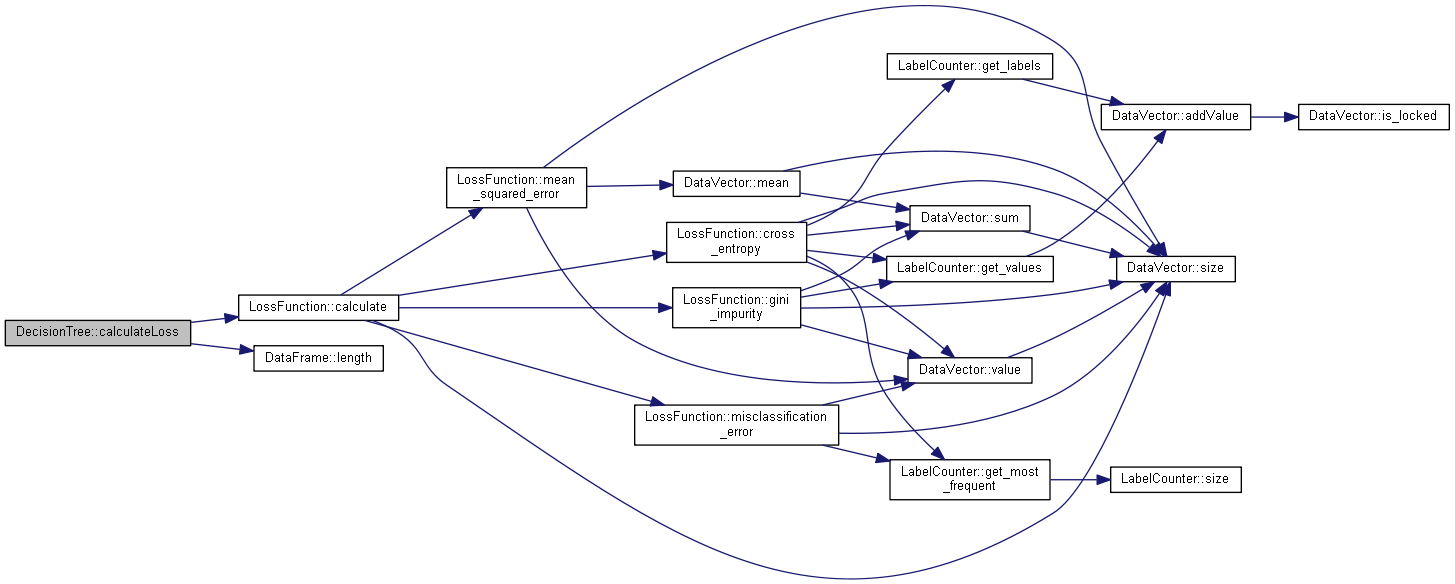 DecisionTree::calculateLoss
LossFunction::calculate
DataFrame::length
LossFunction::mean
_squared_error
LossFunction::cross
_entropy
LossFunction::gini
_impurity
LossFunction::misclassification
_error
DataVector::mean
LabelCounter::get_labels
DataVector::sum
LabelCounter::get_values
DataVector::value
LabelCounter::get_most
_frequent
DataVector::addValue
DataVector::size
LabelCounter::size
DataVector::is_locked